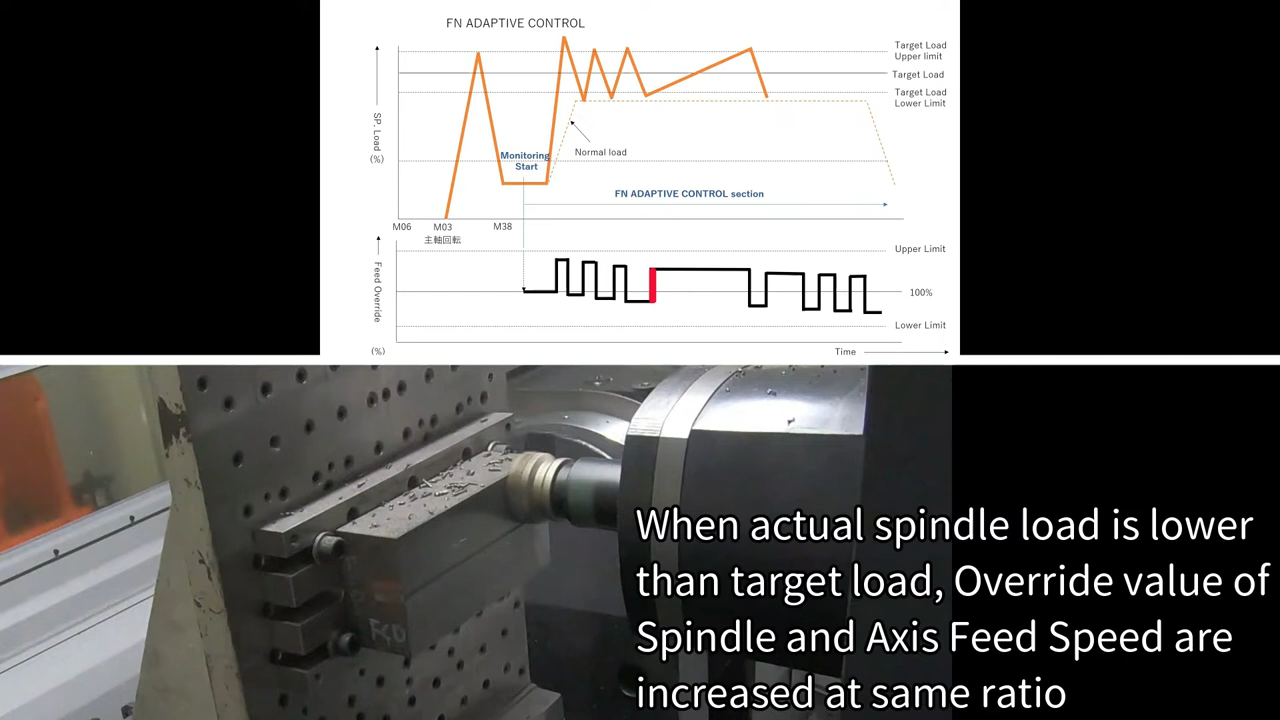 FN ADAPTIVE CONTROL
Target Load
Upper limit
Target Load
Target Load
Lower Limit
SP. Load
(%)
Normal load
Monitoring
Start
FN ADAPTIVE CONTROL section
M06
M03
M38
主軸回転
Upper Limit
Feed Override
100%
Lower Limit
(%)
Time
FCD
When actual spindle load is lower
than target load, Override value of
Spindle and Axis Feed Speed are
increased at same ratio